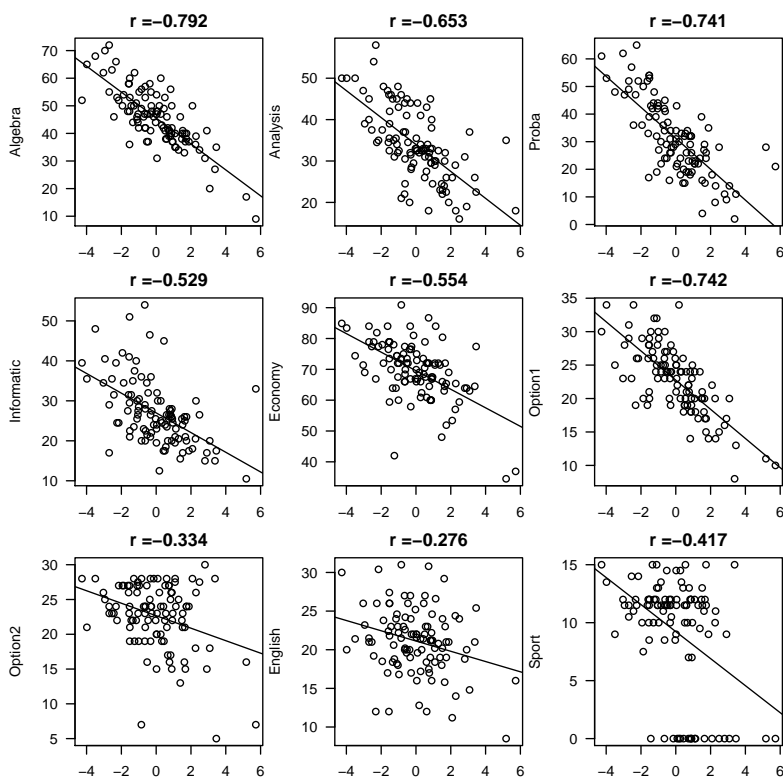 r =−0.792
r =−0.653
r =−0.741
Algebra
70
60
50
40
30
20
10
−4 −2 0 2 4 6
Analysis
50
40
30
20
−4 −2 0 2 4 6
Proba
60
50
40
30
20
10
0
−4 −2 0 2 4 6
r =−0.529
r =−0.554
r =−0.742
Informatic
50
40
30
20
10
−4 −2 0 2 4 6
Economy
90
80
70
60
50
40
−4 −2 0 2 4 6
Option1
35
30
25
20
15
10
−4 −2 0 2 4 6
r =−0.334
r =−0.276
r =−0.417
Option2
30
25
20
15
10
5
−4 −2 0 2 4 6
English
30
25
20
15
10
−4 −2 0 2 4 6
Sport
15
10
5
0
−4 −2 0 2 4 6